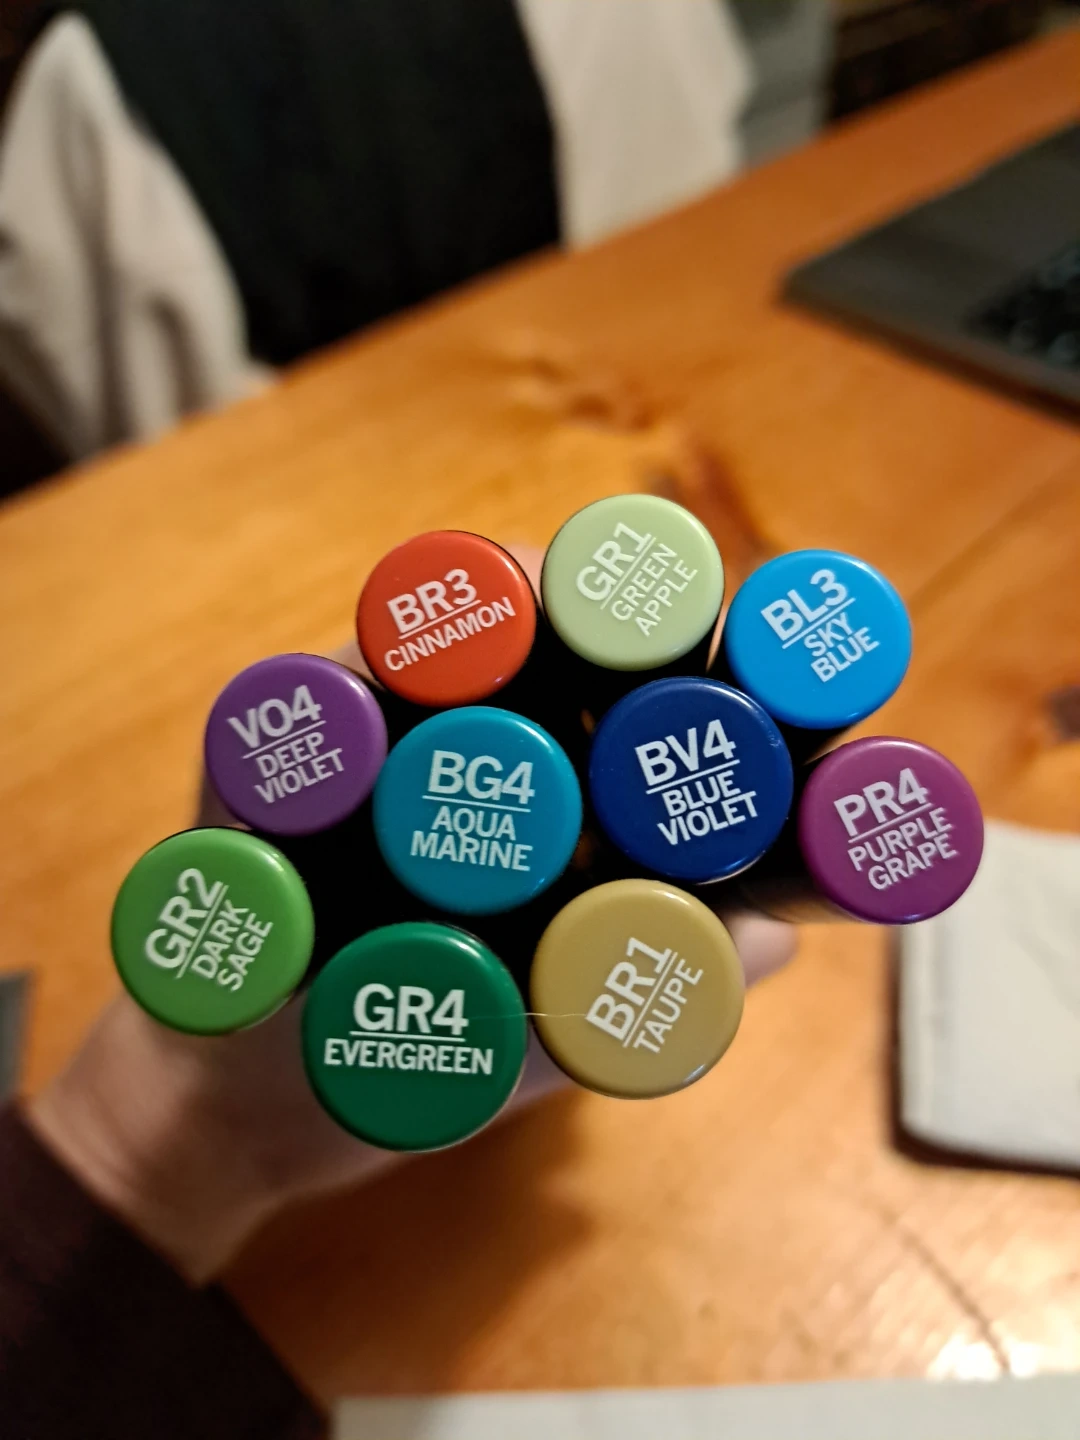 GR1
GREEN
APPLE
BR3
CINNAMON
BL3
SKY
BLUE
VO4
DEEP
VIOLET
BG4
AQUA
MARINE
BV4
BLUE
VIOLET
PR4
PURPLE
GRAPE
GR2
DARK
SAGE
GR4
EVERGREEN
BR1
TAUPE